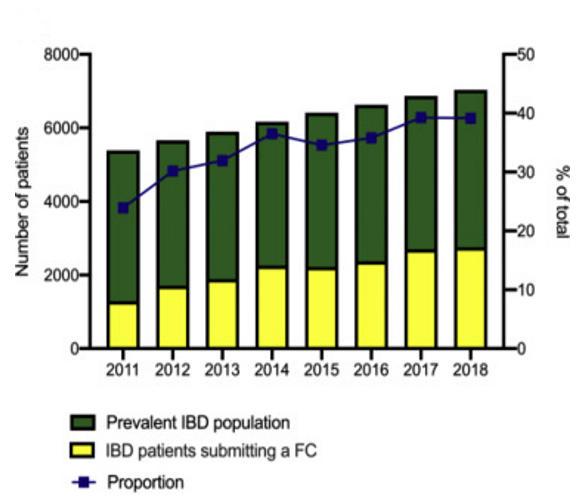 8000
6000
4000
2000
0
Number of patients
50
40
30
20
10
0
% of total
2011 2012 2013 2014 2015 2016 2017 2018
Prevalent IBD population
IBD patients submitting a FC
Proportion